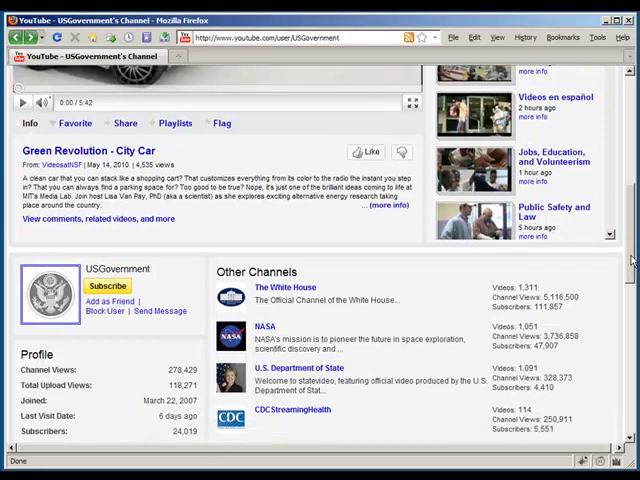 YouTube - USGovernment's Channel - Mozilla Firefox
http://www.youtube.com/user/USGovernment
File Edit View History Bookmarks Tools Help
YouTube - USGovernment's Channel
0:00 / 5:42
Info Favorite Share Playlists Flag
Green Revolution - City Car
From: VideosatNSF | May 14, 2010 | 4,535 views
Like
A clean car that you can stack like a shopping cart? That customizes everything from its color to the radio the instant you step
in? That you can always find a parking space for? Too good to be true? Nope, it's just one of the brilliant ideas coming to life at
MIT's Media Lab. Join host Lisa Van Pay, PhD (aka a scientist) as she explores exciting alternative energy research taking
place around the country. ... (more info)
View comments, related videos, and more
more info
Videos en español
2 hours ago
more info
Jobs, Education,
and Volunteerism
1 hour ago
more info
Public Safety and
Law
5 hours ago
more info
USGovernment
Subscribe
Add as Friend |
Block User | Send Message
Profile
Channel Views: 278,429
Total Upload Views: 118,271
Joined: March 22, 2007
Last Visit Date: 6 days ago
Subscribers: 24,019
Other Channels
The White House
The Official Channel of the White House...
Videos: 1,311
Channel Views: 5,116,500
Subscribers: 111,857
NASA
NASA
NASA's mission is to pioneer the future in space exploration,
scientific discovery and ...
Videos: 1,051
Channel Views: 3,736,858
Subscribers: 47,907
U.S. Department of State
Welcome to statevideo, featuring official video produced by the U.S.
Department of Stat...
Videos: 1,091
Channel Views: 328,373
Subscribers: 4,410
CDC
CDCStreamingHealth
Videos: 114
Channel Views: 250,911
Subscribers: 5,551
Done